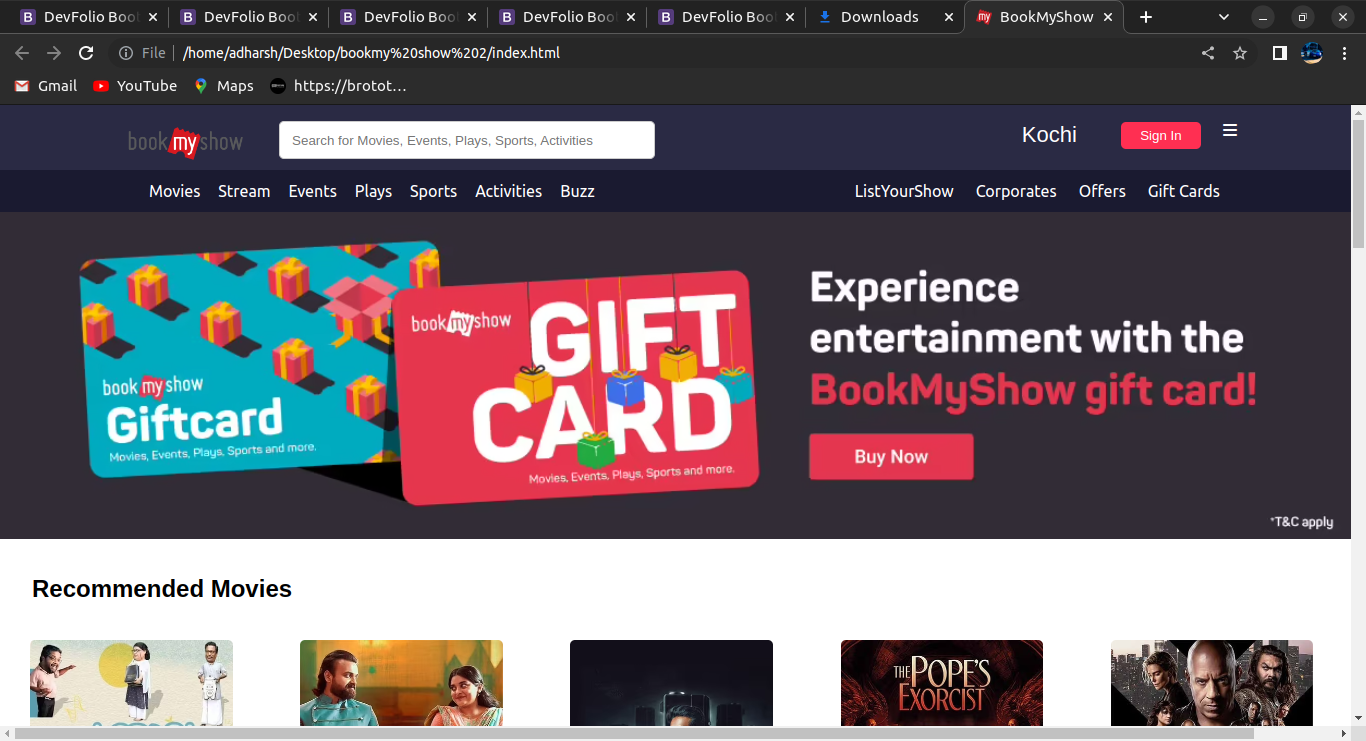 DevFolio Boo
DevFolio Boo
DevFolio Boo
DevFolio Boo
DevFolio Boo
Downloads
BookMyShow
File
/home/adharsh/Desktop/bookmy%20show%202/index.html
Gmail
YouTube
Maps
https://brotot…
book my show
Search for Movies, Events, Plays, Sports, Activities
Kochi
Sign In
Movies Stream Events Plays Sports Activities Buzz
ListYourShow Corporates Offers Gift Cards
book my show
Giftcard
Movies, Events, Plays, Sports and more.
book my show
GIFT
CARD
Movies, Events, Plays, Sports and more.
Experience
entertainment with the
BookMyShow gift card!
Buy Now
*T&C apply
Recommended Movies
THE POPE'S
EXORCIST